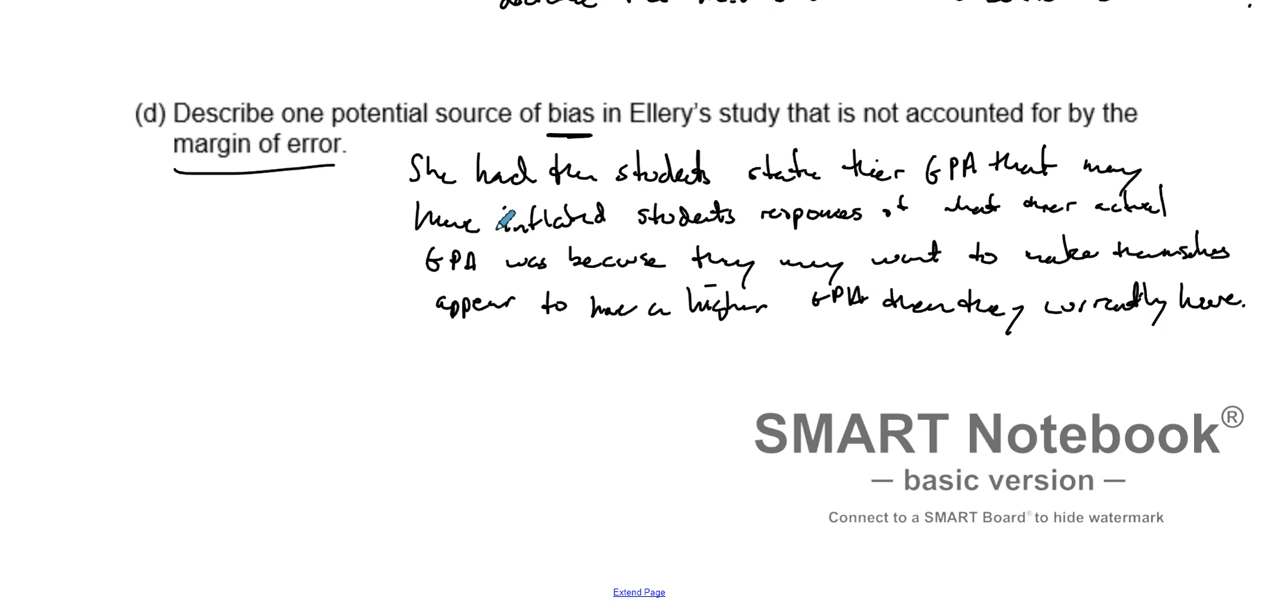 (d) Describe one potential source of bias in Ellery's study that is not accounted for by the
margin of error.
She had the students state thier GPA that may
have inflated students responses of what their actual
GPA was because they may want to make themselves
appear to have a higher GPA then they currently have.
SMART Notebook®
— basic version —
Connect to a SMART Board® to hide watermark
Extend Page